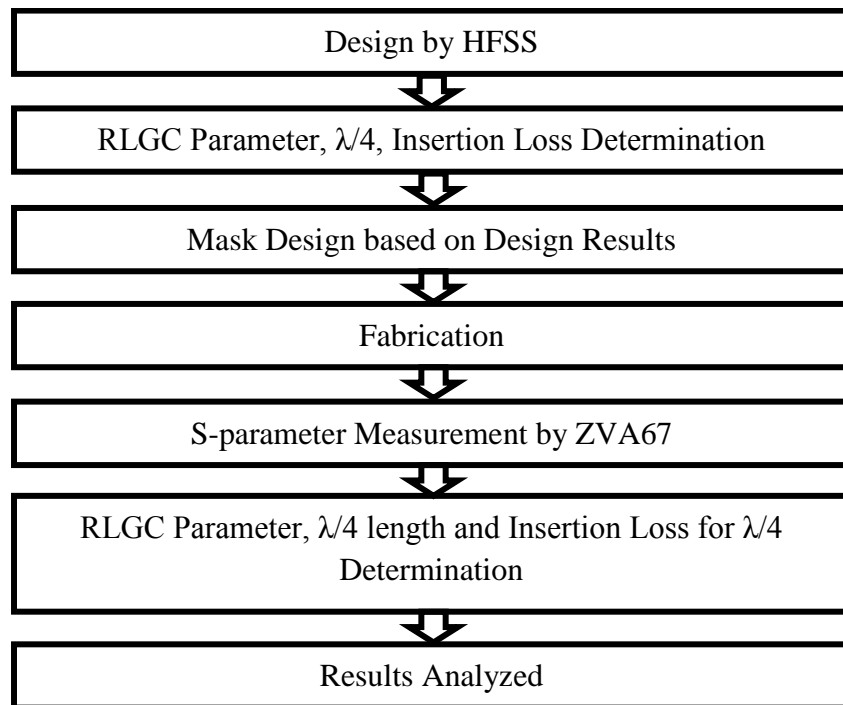 Design by HFSS
RLGC Parameter, λ/4, Insertion Loss Determination
Mask Design based on Design Results
Fabrication
S-parameter Measurement by ZVA67
RLGC Parameter, λ/4 length and Insertion Loss for λ/4
Determination
Results Analyzed